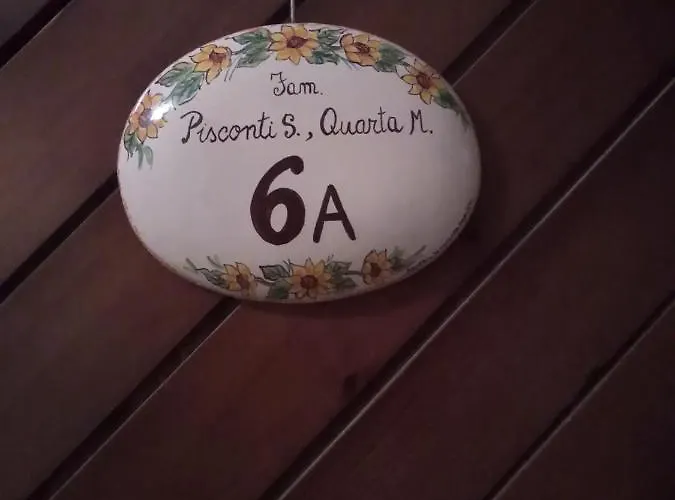 Fam.
Pisconti S., Quarta M.
6A